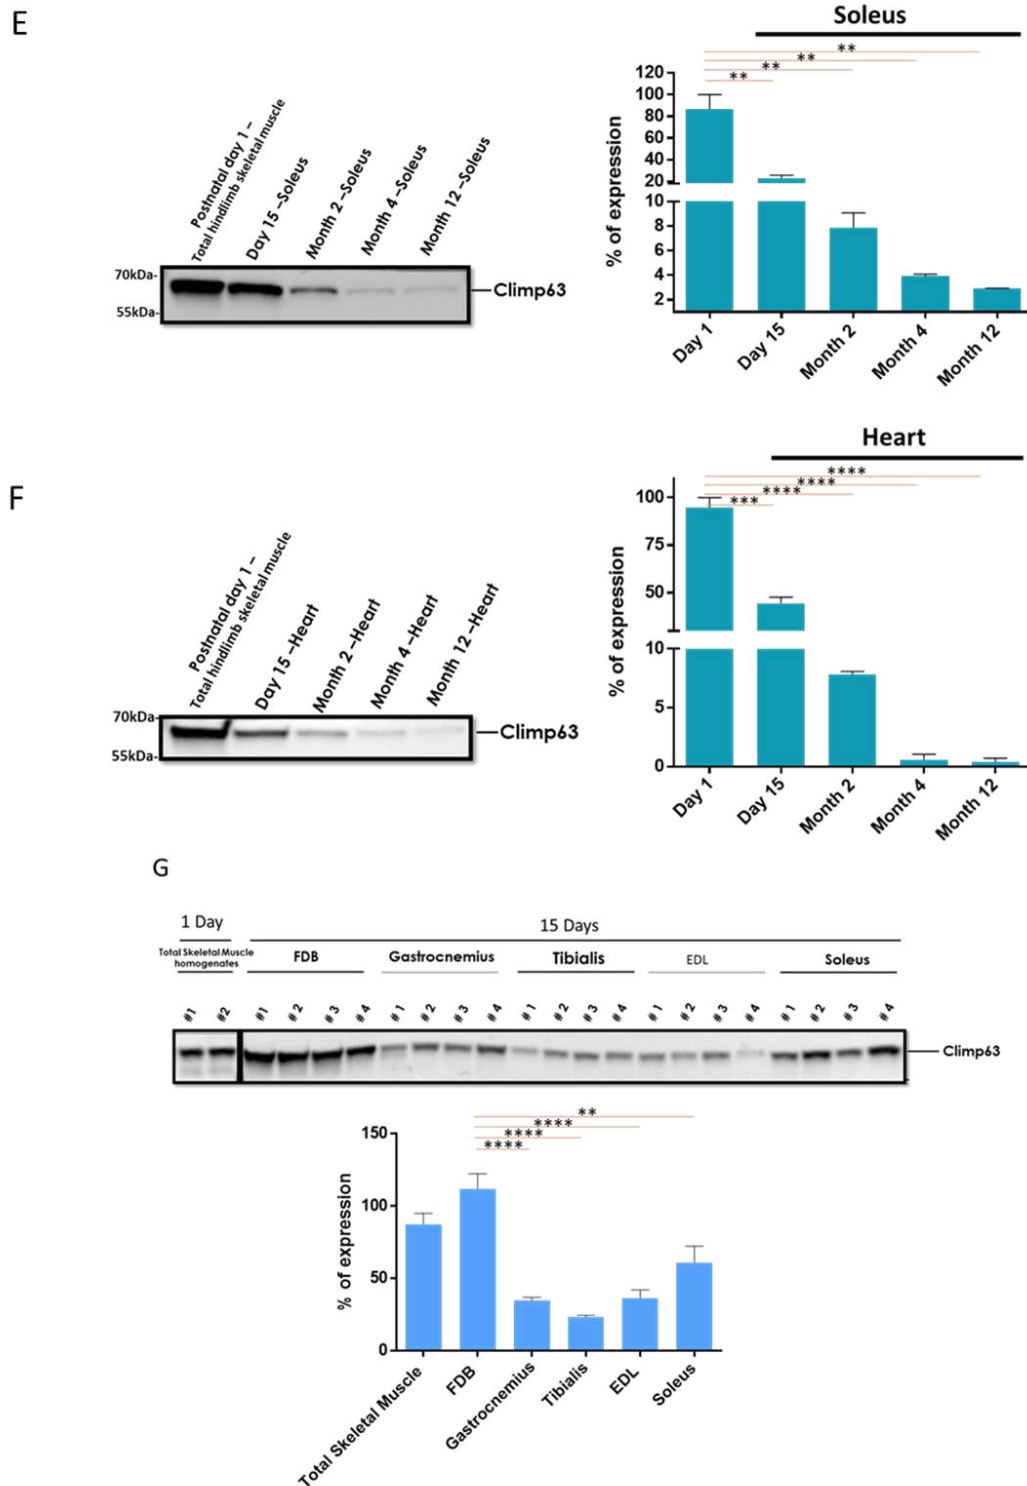 E
Soleus
Postnatal day 1 –
Total hindlimb skeletal muscle
Day 15 –Soleus
Month 2 –Soleus
Month 4 –Soleus
Month 12 –Soleus
70kDa-
55kDa-
Climp63
% of expression
120
100
80
60
40
20
10
8
6
4
2
**
**
**
**
Day 1
Day 15
Month 2
Month 4
Month 12
F
Heart
Postnatal day 1 –
Total hindlimb skeletal muscle
Day 15 –Heart
Month 2 –Heart
Month 4 –Heart
Month 12 –Heart
70kDa-
55kDa-
Climp63
% of expression
100
75
50
10
5
0
****
****
****
***
Day 1
Day 15
Month 2
Month 4
Month 12
G
1 Day
15 Days
Total Skeletal Muscle
homogenates
FDB
Gastrocnemius
Tibialis
EDL
Soleus
#1 #2 #1 #2 #3 #4 #1 #2 #3 #4 #1 #2 #3 #4 #1 #2 #3 #4 #1 #2 #3 #4
Climp63
% of expression
150
100
50
0
**
****
****
****
Total Skeletal Muscle
FDB
Gastrocnemius
Tibialis
EDL
Soleus